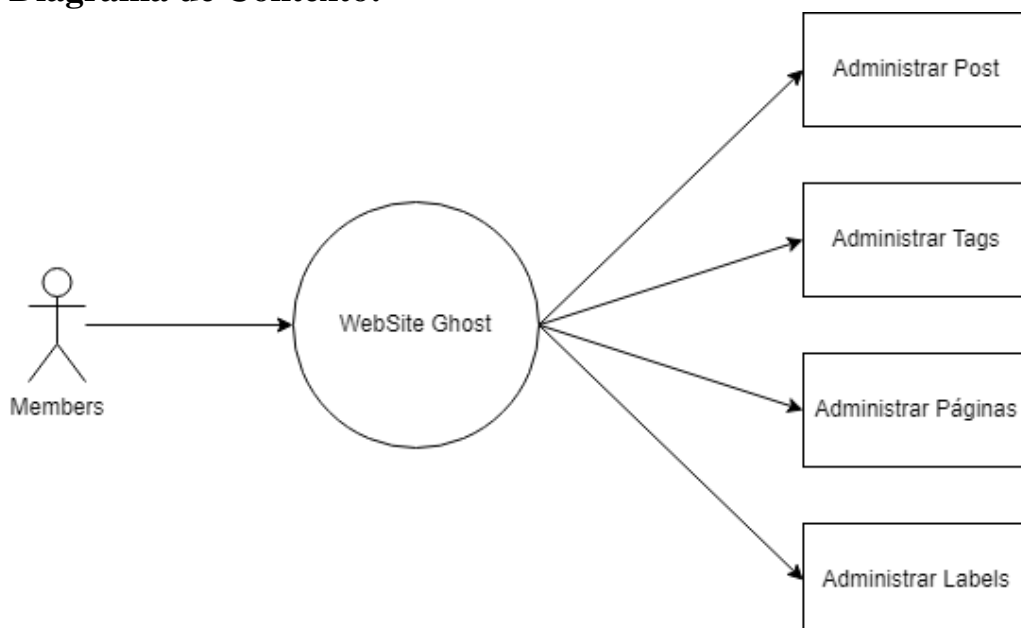 Diagrama de Contexto:
Administrar Post
Administrar Tags
WebSite Ghost
Members
Administrar Páginas
Administrar Labels